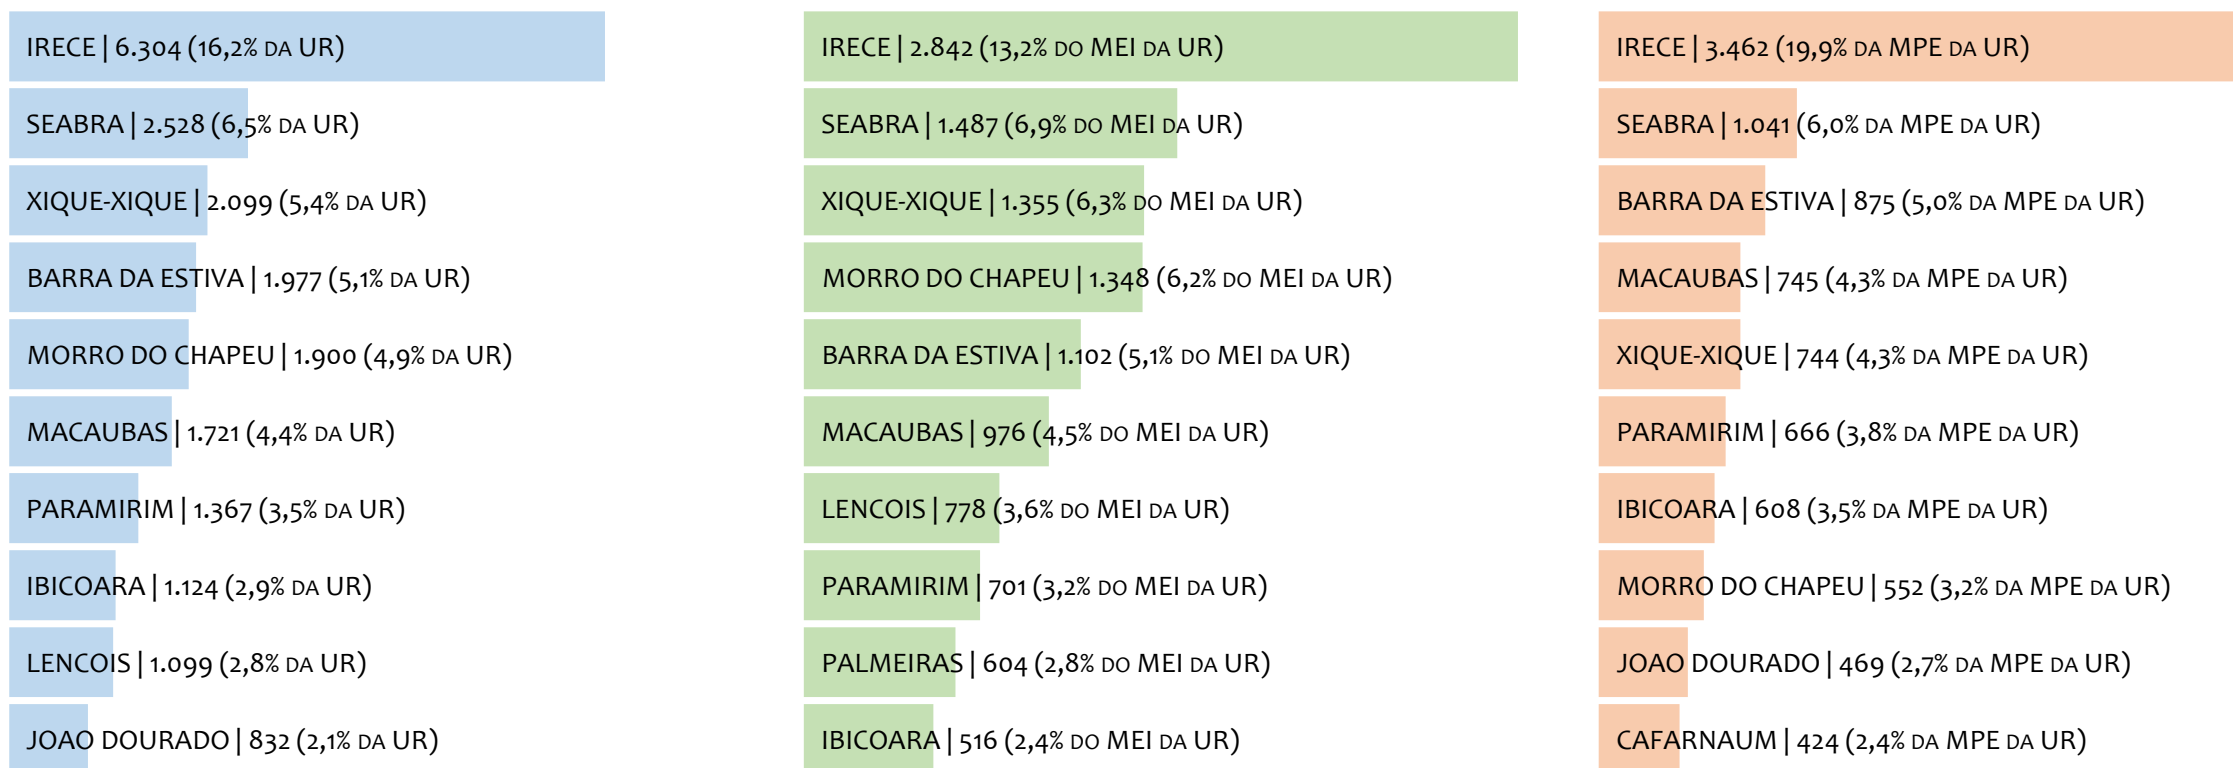 IRECE | 6.304 (16,2% DA UR)
SEABRA | 2.528 (6,5% DA UR)
XIQUE-XIQUE | 2.099 (5,4% DA UR)
BARRA DA ESTIVA | 1.977 (5,1% DA UR)
MORRO DO CHAPEU | 1.900 (4,9% DA UR)
MACAUBAS | 1.721 (4,4% DA UR)
PARAMIRIM | 1.367 (3,5% DA UR)
IBICOARA | 1.124 (2,9% DA UR)
LENCOIS | 1.099 (2,8% DA UR)
JOAO DOURADO | 832 (2,1% DA UR)
IRECE | 2.842 (13,2% DO MEI DA UR)
SEABRA | 1.487 (6,9% DO MEI DA UR)
XIQUE-XIQUE | 1.355 (6,3% DO MEI DA UR)
MORRO DO CHAPEU | 1.348 (6,2% DO MEI DA UR)
BARRA DA ESTIVA | 1.102 (5,1% DO MEI DA UR)
MACAUBAS | 976 (4,5% DO MEI DA UR)
LENCOIS | 778 (3,6% DO MEI DA UR)
PARAMIRIM | 701 (3,2% DO MEI DA UR)
PALMEIRAS | 604 (2,8% DO MEI DA UR)
IBICOARA | 516 (2,4% DO MEI DA UR)
IRECE | 3.462 (19,9% DA MPE DA UR)
SEABRA | 1.041 (6,0% DA MPE DA UR)
BARRA DA ESTIVA | 875 (5,0% DA MPE DA UR)
MACAUBAS | 745 (4,3% DA MPE DA UR)
XIQUE-XIQUE | 744 (4,3% DA MPE DA UR)
PARAMIRIM | 666 (3,8% DA MPE DA UR)
IBICOARA | 608 (3,5% DA MPE DA UR)
MORRO DO CHAPEU | 552 (3,2% DA MPE DA UR)
JOAO DOURADO | 469 (2,7% DA MPE DA UR)
CAFARNAUM | 424 (2,4% DA MPE DA UR)